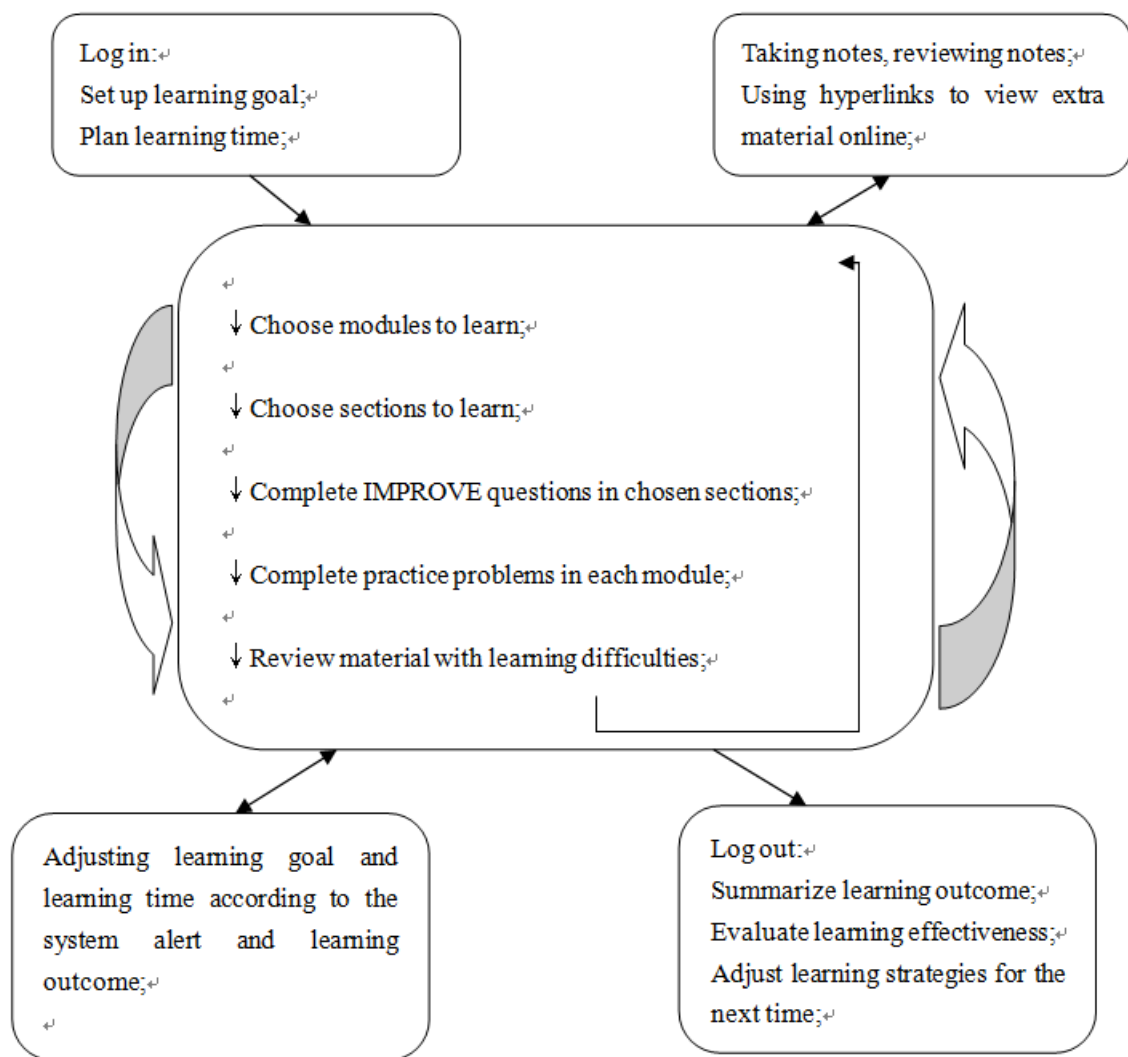 Log in:
Set up learning goal;
Plan learning time;
Taking notes, reviewing notes;
Using hyperlinks to view extra
material online;
Choose modules to learn;
Choose sections to learn;
Complete IMPROVE questions in chosen sections;
Complete practice problems in each module;
Review material with learning difficulties;
Adjusting learning goal and
learning time according to the
system alert and learning
outcome;
Log out:
Summarize learning outcome;
Evaluate learning effectiveness;
Adjust learning strategies for the
next time;